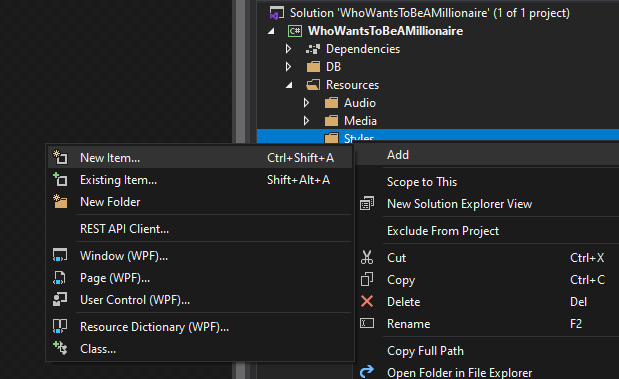 Solution 'WhoWantsToBeAMillionaire' (1 of 1 project)
C# WhoWantsToBeAMillionaire
Dependencies
DB
Resources
Audio
Media
Styles
New Item... Ctrl+Shift+A
Existing Item... Shift+Alt+A
New Folder
REST API Client...
Window (WPF)...
Page (WPF)...
User Control (WPF)...
Resource Dictionary (WPF)...
Class...
Add
Scope to This
New Solution Explorer View
Exclude From Project
Cut Ctrl+X
Copy Ctrl+C
Delete Del
Rename F2
Copy Full Path
Open Folder in File Explorer